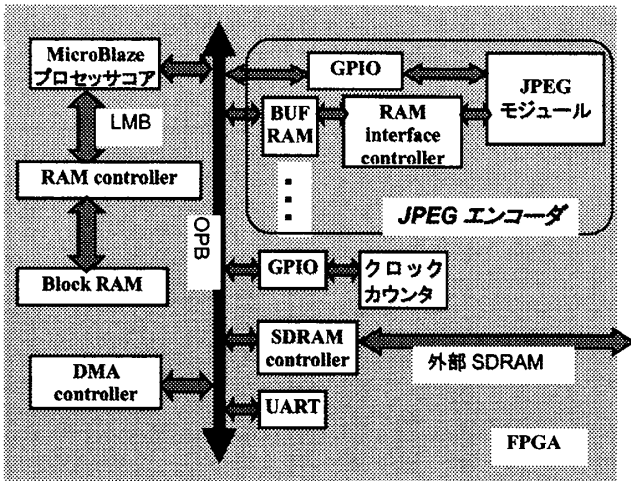 MicroBlaze
プロセッサコア
LMB
RAM controller
Block RAM
DMA
controller
OPB
GPIO
JPEG
モジュール
BUF
RAM
RAM
interface
controller
JPEG エンコーダ
GPIO
クロック
カウンタ
SDRAM
controller
外部 SDRAM
UART
FPGA